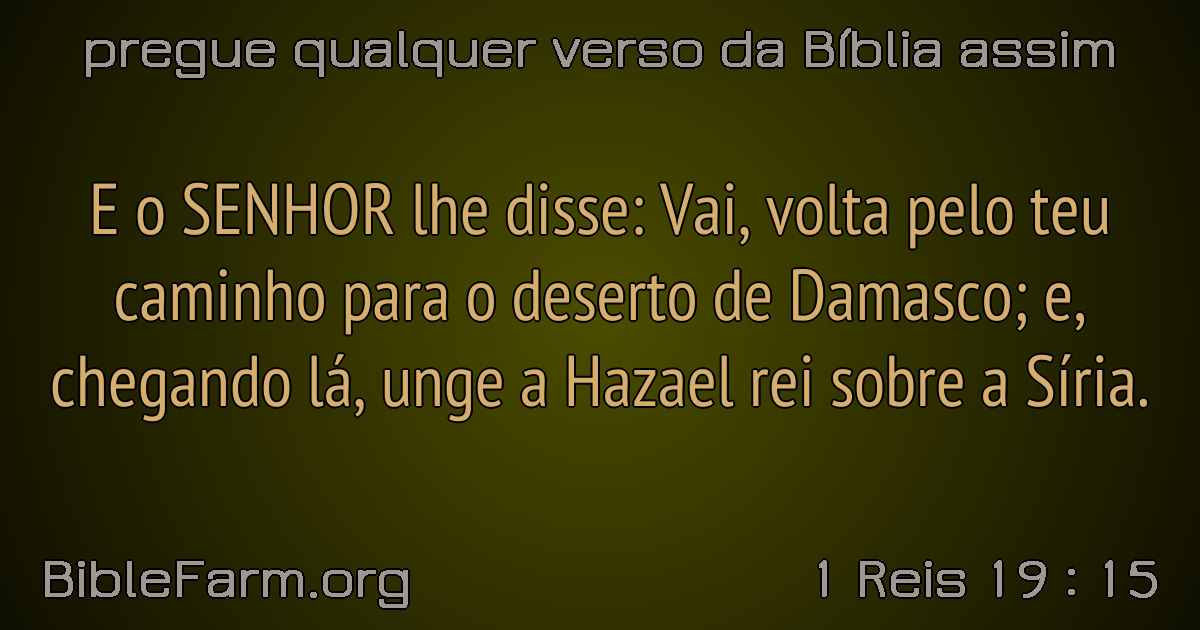 pregue qualquer verso da Bíblia assim
E o SENHOR lhe disse: Vai, volta pelo teu
caminho para o deserto de Damasco; e,
chegando lá, unge a Hazael rei sobre a Síria.
BibleFarm.org
1 Reis 19 : 15